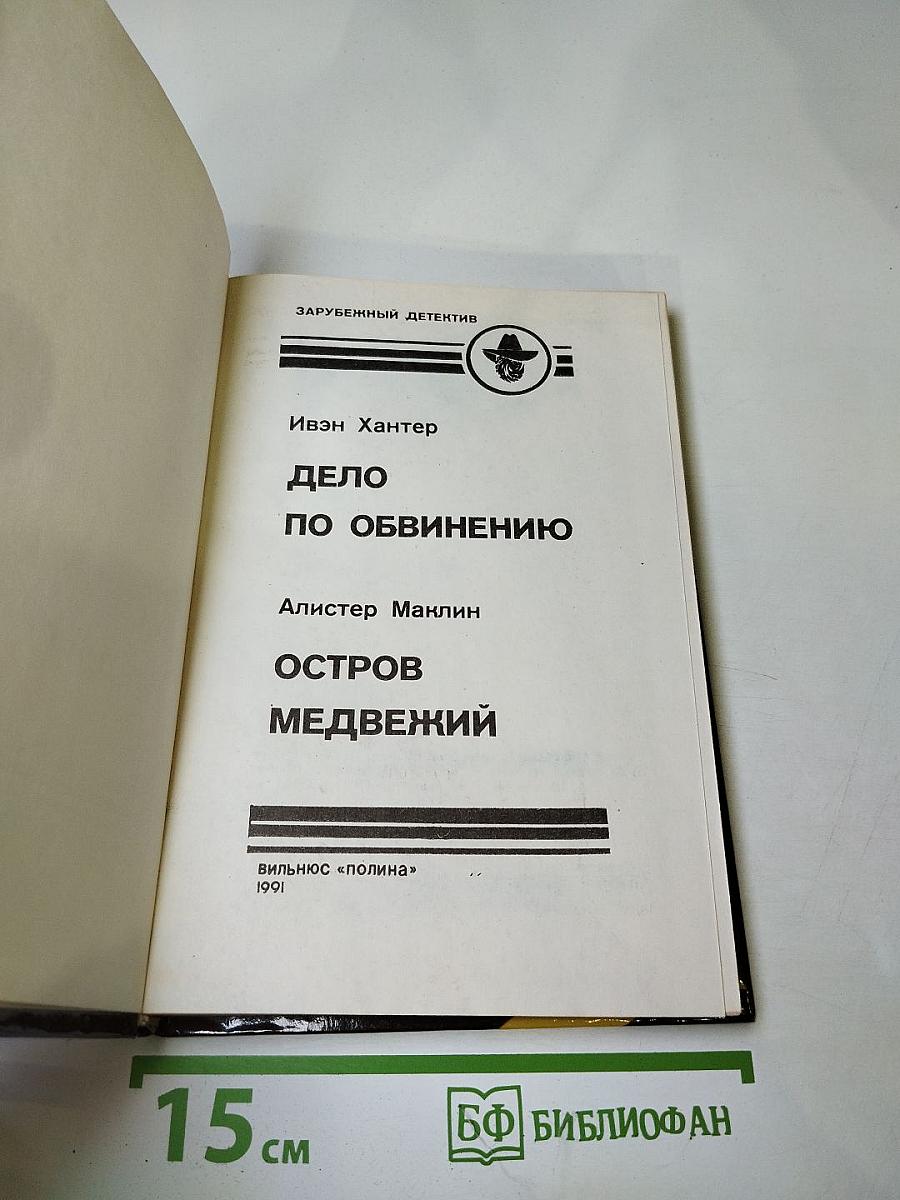 ЗАРУБЕЖНЫЙ ДЕТЕКТИВ
Ивэн Хантер
ДЕЛО
ПО ОБВИНЕНИЮ
Алистер Маклин
ОСТРОВ
МЕДВЕЖИЙ
ВИЛЬНЮС «ПОЛИНА»
1991
15 см
БФ БИБЛИОФАН